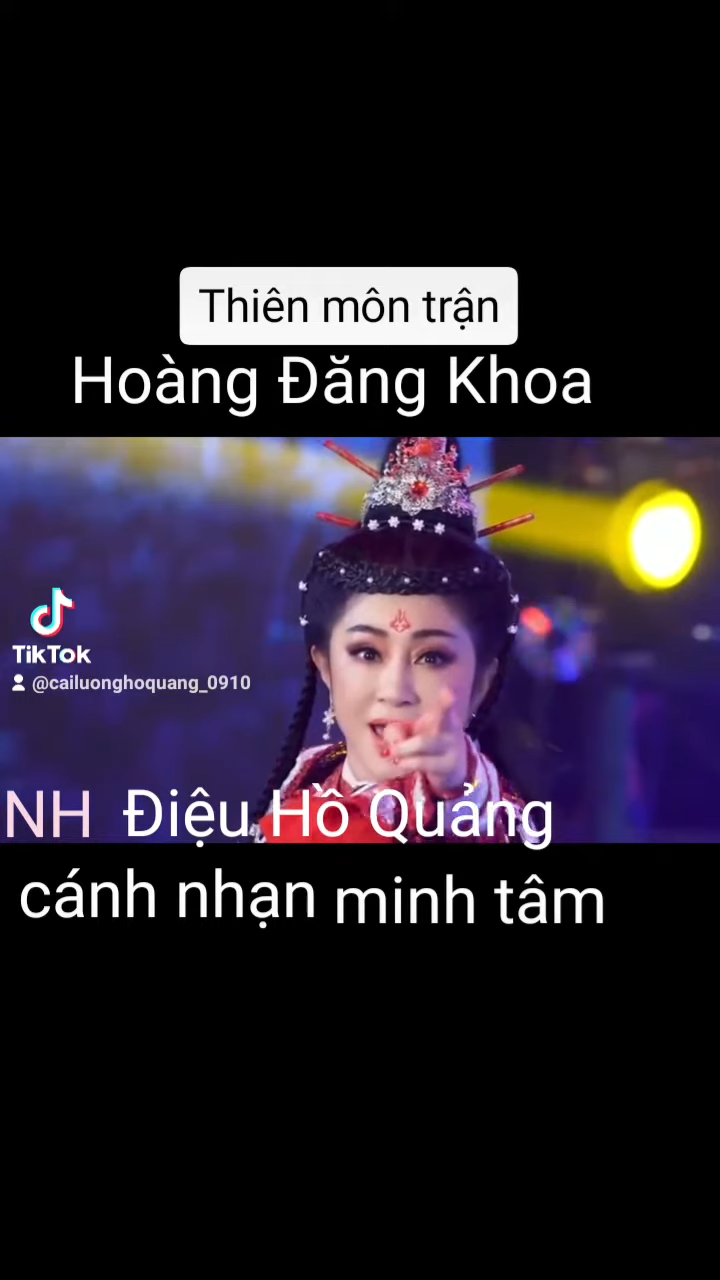 Thiên môn trận
Hoàng Đăng Khoa
TikTok
@cailuonghoquang_0910
NH Điệu Hồ Quảng
cánh nhạn minh tâm